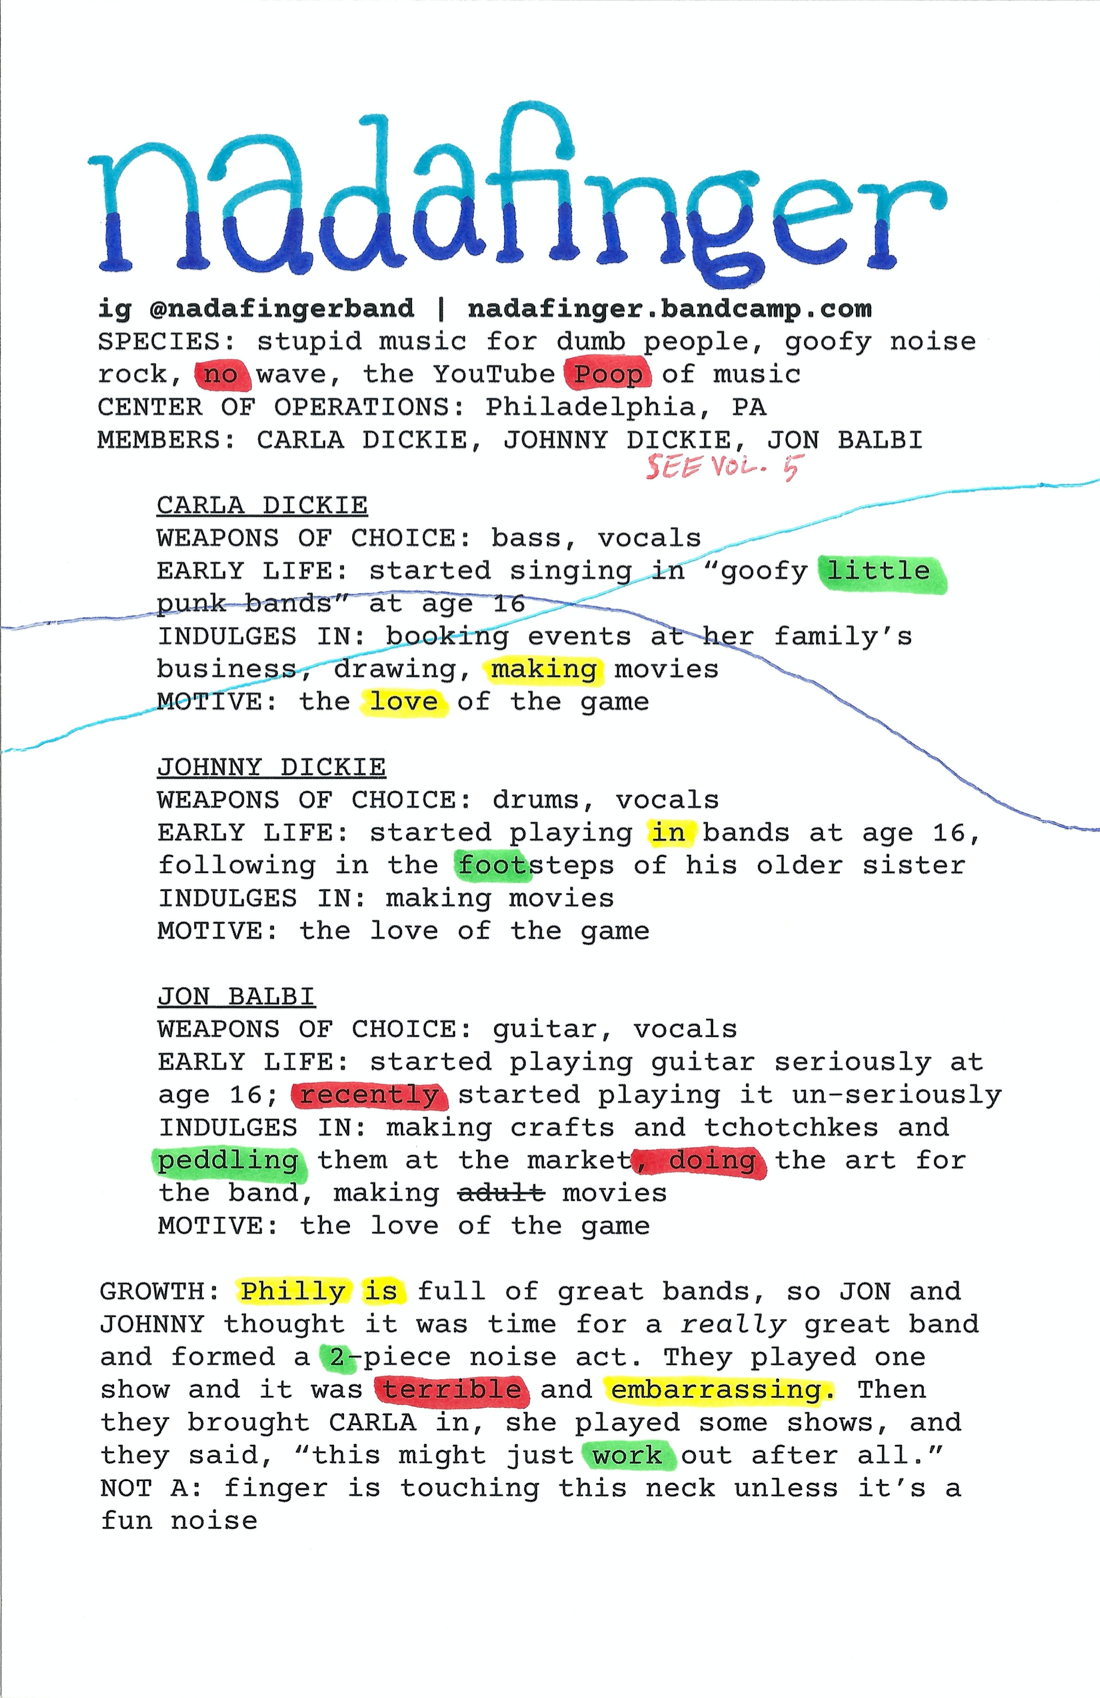 nadafinger
ig @nadafingerband | nadafinger.bandcamp.com
SPECIES: stupid music for dumb people, goofy noise
rock, no wave, the YouTube Poop of music
CENTER OF OPERATIONS: Philadelphia, PA
MEMBERS: CARLA DICKIE, JOHNNY DICKIE, JON BALBI
SEE VOL. 5
CARLA DICKIE
WEAPONS OF CHOICE: bass, vocals
EARLY LIFE: started singing in “goofy little
punk bands” at age 16
INDULGES IN: booking events at her family’s
business, drawing, making movies
MOTIVE: the love of the game
JOHNNY DICKIE
WEAPONS OF CHOICE: drums, vocals
EARLY LIFE: started playing in bands at age 16,
following in the footsteps of his older sister
INDULGES IN: making movies
MOTIVE: the love of the game
JON BALBI
WEAPONS OF CHOICE: guitar, vocals
EARLY LIFE: started playing guitar seriously at
age 16; recently started playing it un-seriously
INDULGES IN: making crafts and tchotchkes and
peddling them at the market, doing the art for
the band, making adult movies
MOTIVE: the love of the game
GROWTH: Philly is full of great bands, so JON and
JOHNNY thought it was time for a really great band
and formed a 2-piece noise act. They played one
show and it was terrible and embarrassing. Then
they brought CARLA in, she played some shows, and
they said, “this might just work out after all.”
NOT A: finger is touching this neck unless it’s a
fun noise